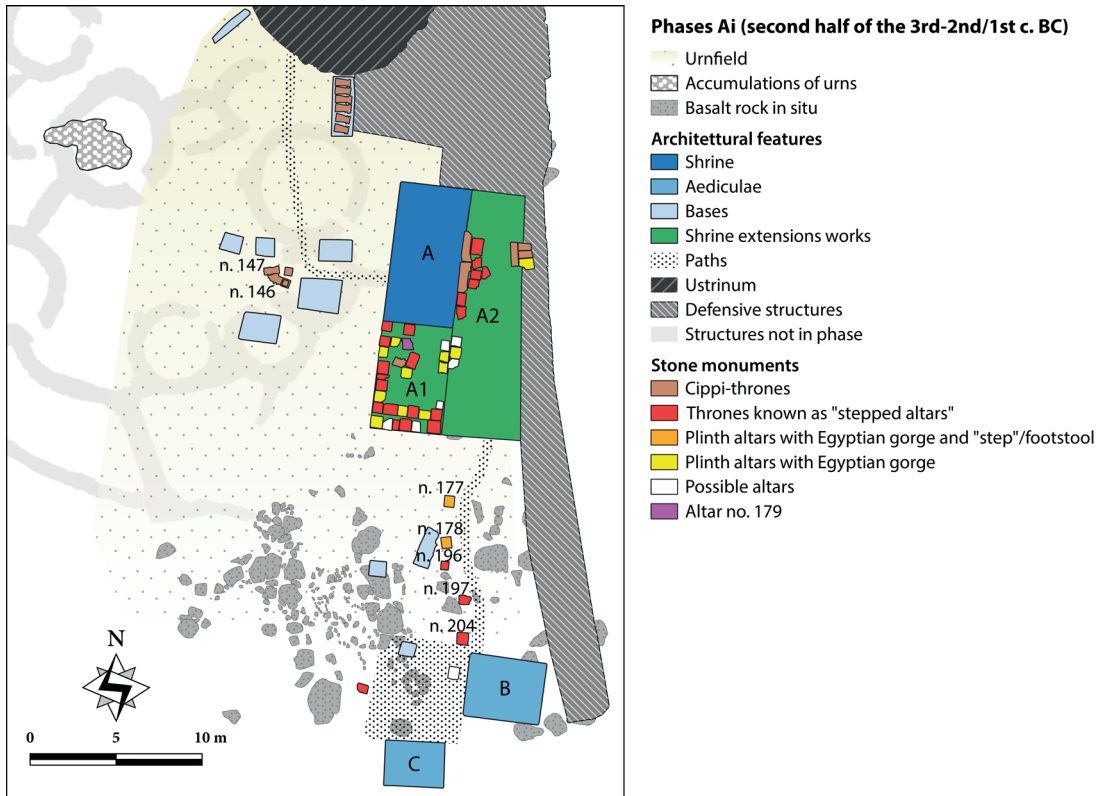 Phases Ai (second half of the 3rd-2nd/1st c. BC)
Urnfield
Accumulations of urns
Basalt rock in situ
Architettural features
Shrine
Aediculae
Bases
Shrine extensions works
Paths
Ustrinum
Defensive structures
Structures not in phase
Stone monuments
Cippi-thrones
Thrones known as "stepped altars"
Plinth altars with Egyptian gorge and "step"/footstool
Plinth altars with Egyptian gorge
Possible altars
Altar no. 179
A
n. 147
n. 146
A2
A1
n. 177
n. 178
n. 196
n. 197
n. 204
N
B
C
0 5 10 m